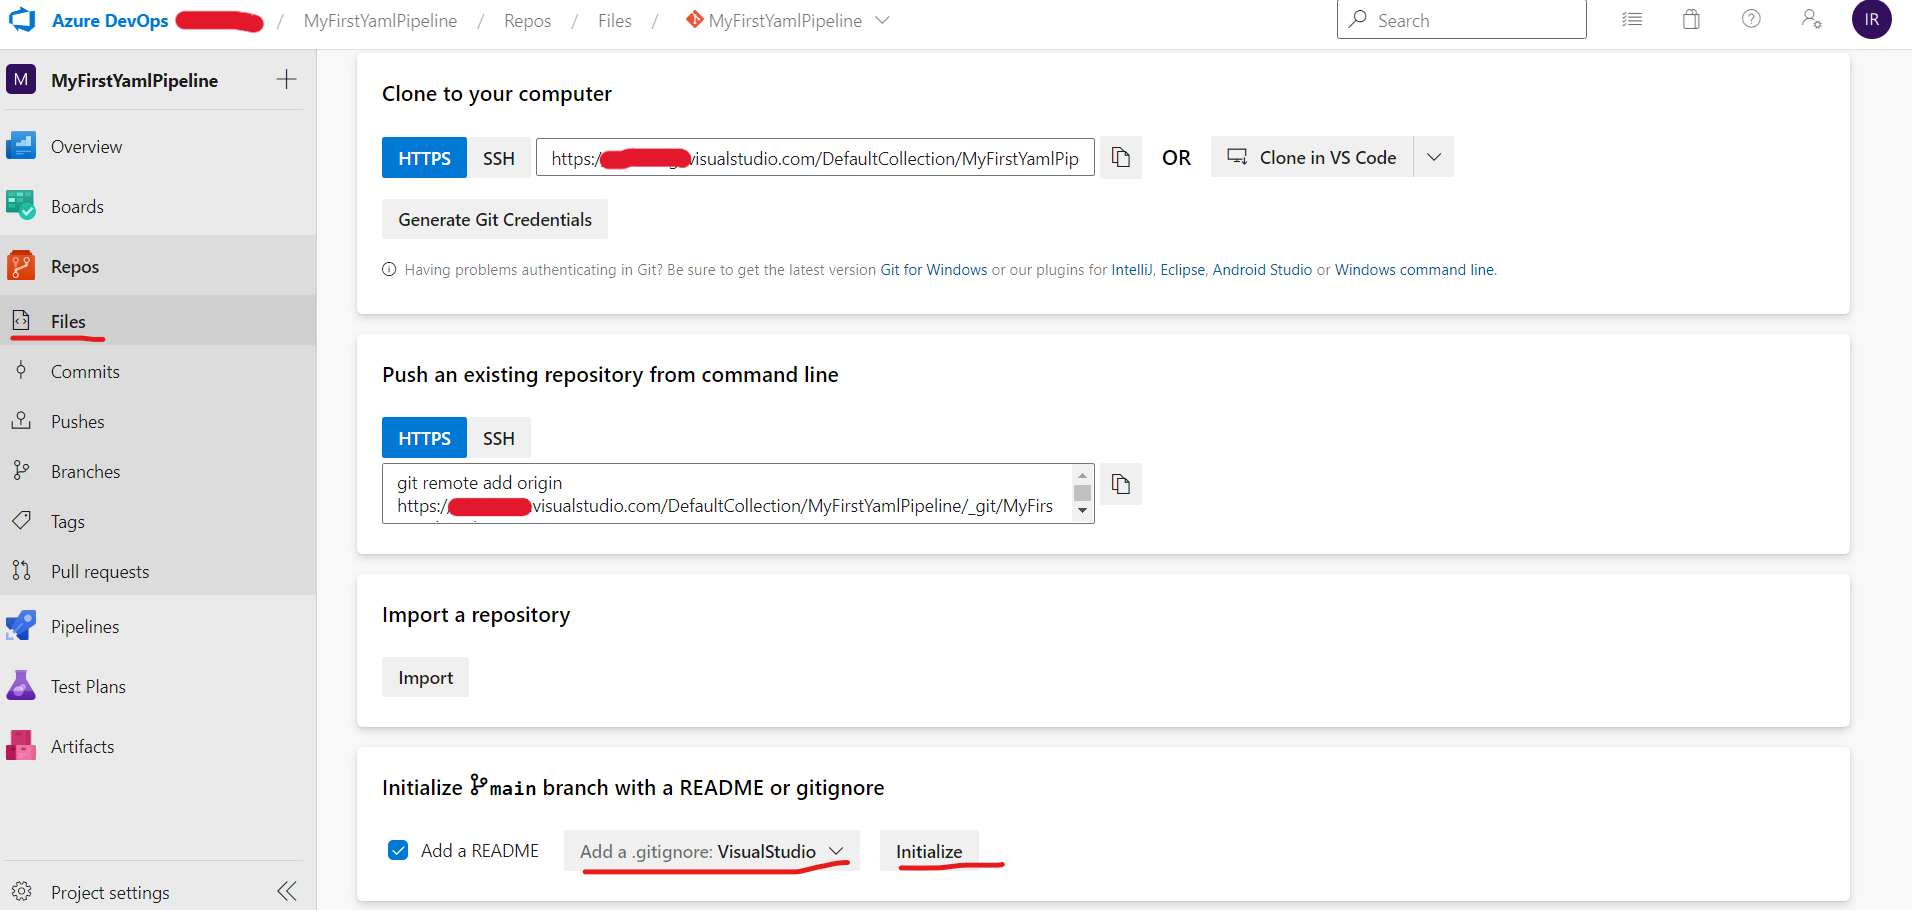 Azure DevOps / MyFirstYamlPipeline / Repos / Files / MyFirstYamlPipeline
Search
IR
M MyFirstYamlPipeline
Overview
Boards
Repos
Files
Commits
Pushes
Branches
Tags
Pull requests
Pipelines
Test Plans
Artifacts
Project settings
Clone to your computer
HTTPS SSH https:/ visualstudio.com/DefaultCollection/MyFirstYamlPip OR Clone in VS Code
Generate Git Credentials
Having problems authenticating in Git? Be sure to get the latest version Git for Windows or our plugins for IntelliJ, Eclipse, Android Studio or Windows command line.
Push an existing repository from command line
HTTPS SSH
git remote add origin
https:/ .visualstudio.com/DefaultCollection/MyFirstYamlPipeline/_git/MyFirs
Import a repository
Import
Initialize main branch with a README or gitignore
Add a README Add a .gitignore: VisualStudio Initialize